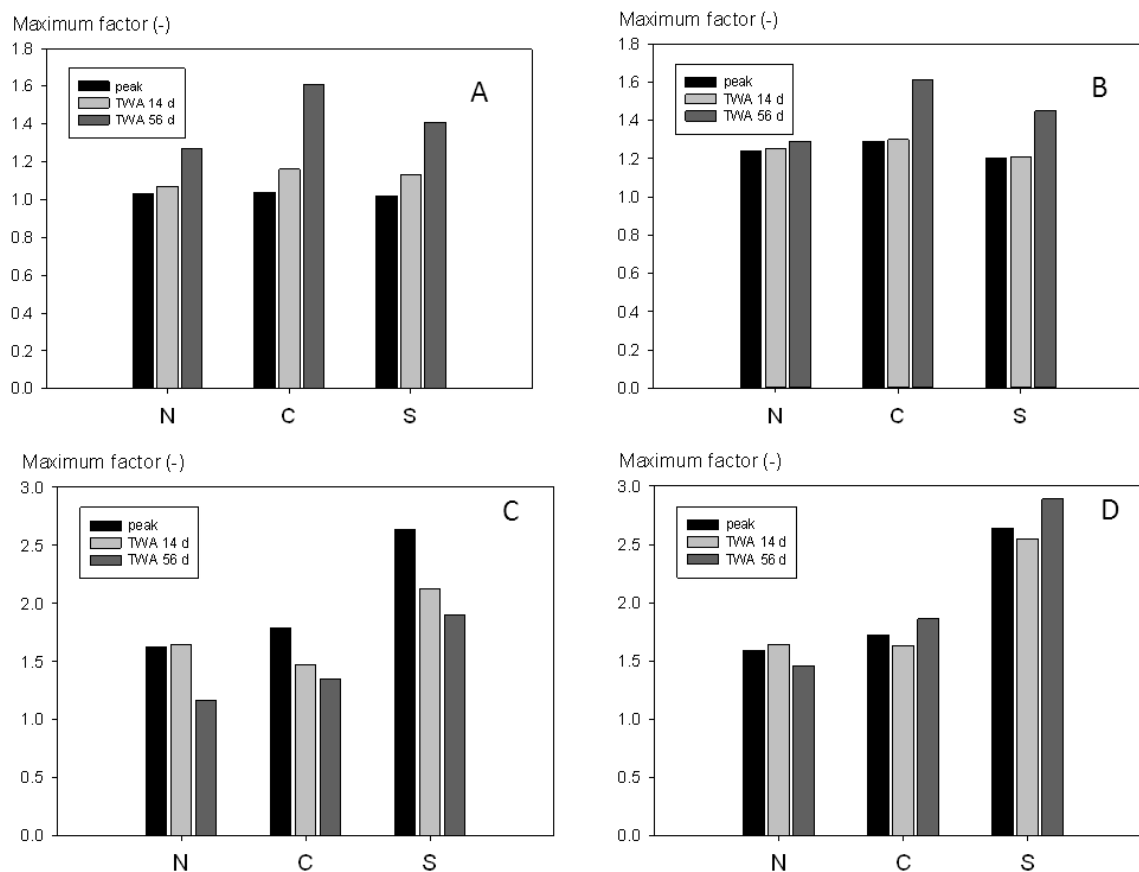 Maximum factor (-)
1.8
1.6
1.4
1.2
1.0
0.8
0.6
0.4
0.2
0.0
peak
TWA 14 d
TWA 56 d
A
N C S
Maximum factor (-)
1.8
1.6
1.4
1.2
1.0
0.8
0.6
0.4
0.2
0.0
peak
TWA 14 d
TWA 56 d
B
N C S
Maximum factor (-)
3.0
2.5
2.0
1.5
1.0
0.5
0.0
peak
TWA 14 d
TWA 56 d
C
N C S
Maximum factor (-)
3.0
2.5
2.0
1.5
1.0
0.5
0.0
peak
TWA 14 d
TWA 56 d
D
N C S